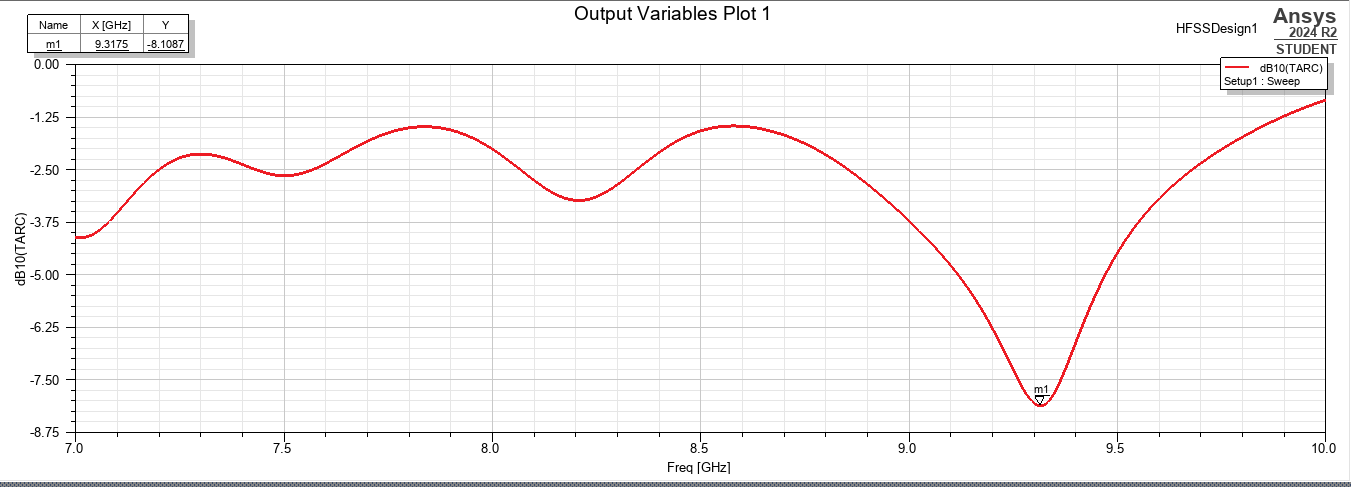 Output Variables Plot 1
HFSSDesign1
Ansys
2024 R2
STUDENT
Name X [GHz] Y
m1 9.3175 -8.1087
dB10(TARC)
Setup1 : Sweep
0.00
-1.25
-2.50
-3.75
-5.00
-6.25
-7.50
-8.75
dB10(TARC)
m1
7.0 7.5 8.0 8.5 9.0 9.5 10.0
Freq [GHz]